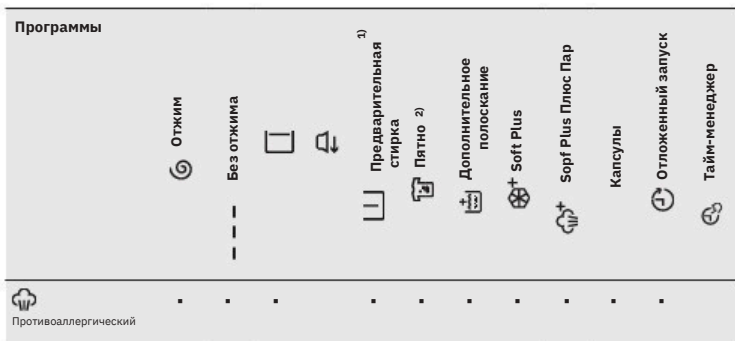 Программы
Отжим
Без отжима
Предварительная 1)
стирка
Пятно 2)
Дополнительное
полоскание
Soft Plus
Sopf Plus Плюс Пар
Капсулы
Отложенный запуск
Тайм-менеджер
Противоаллергический